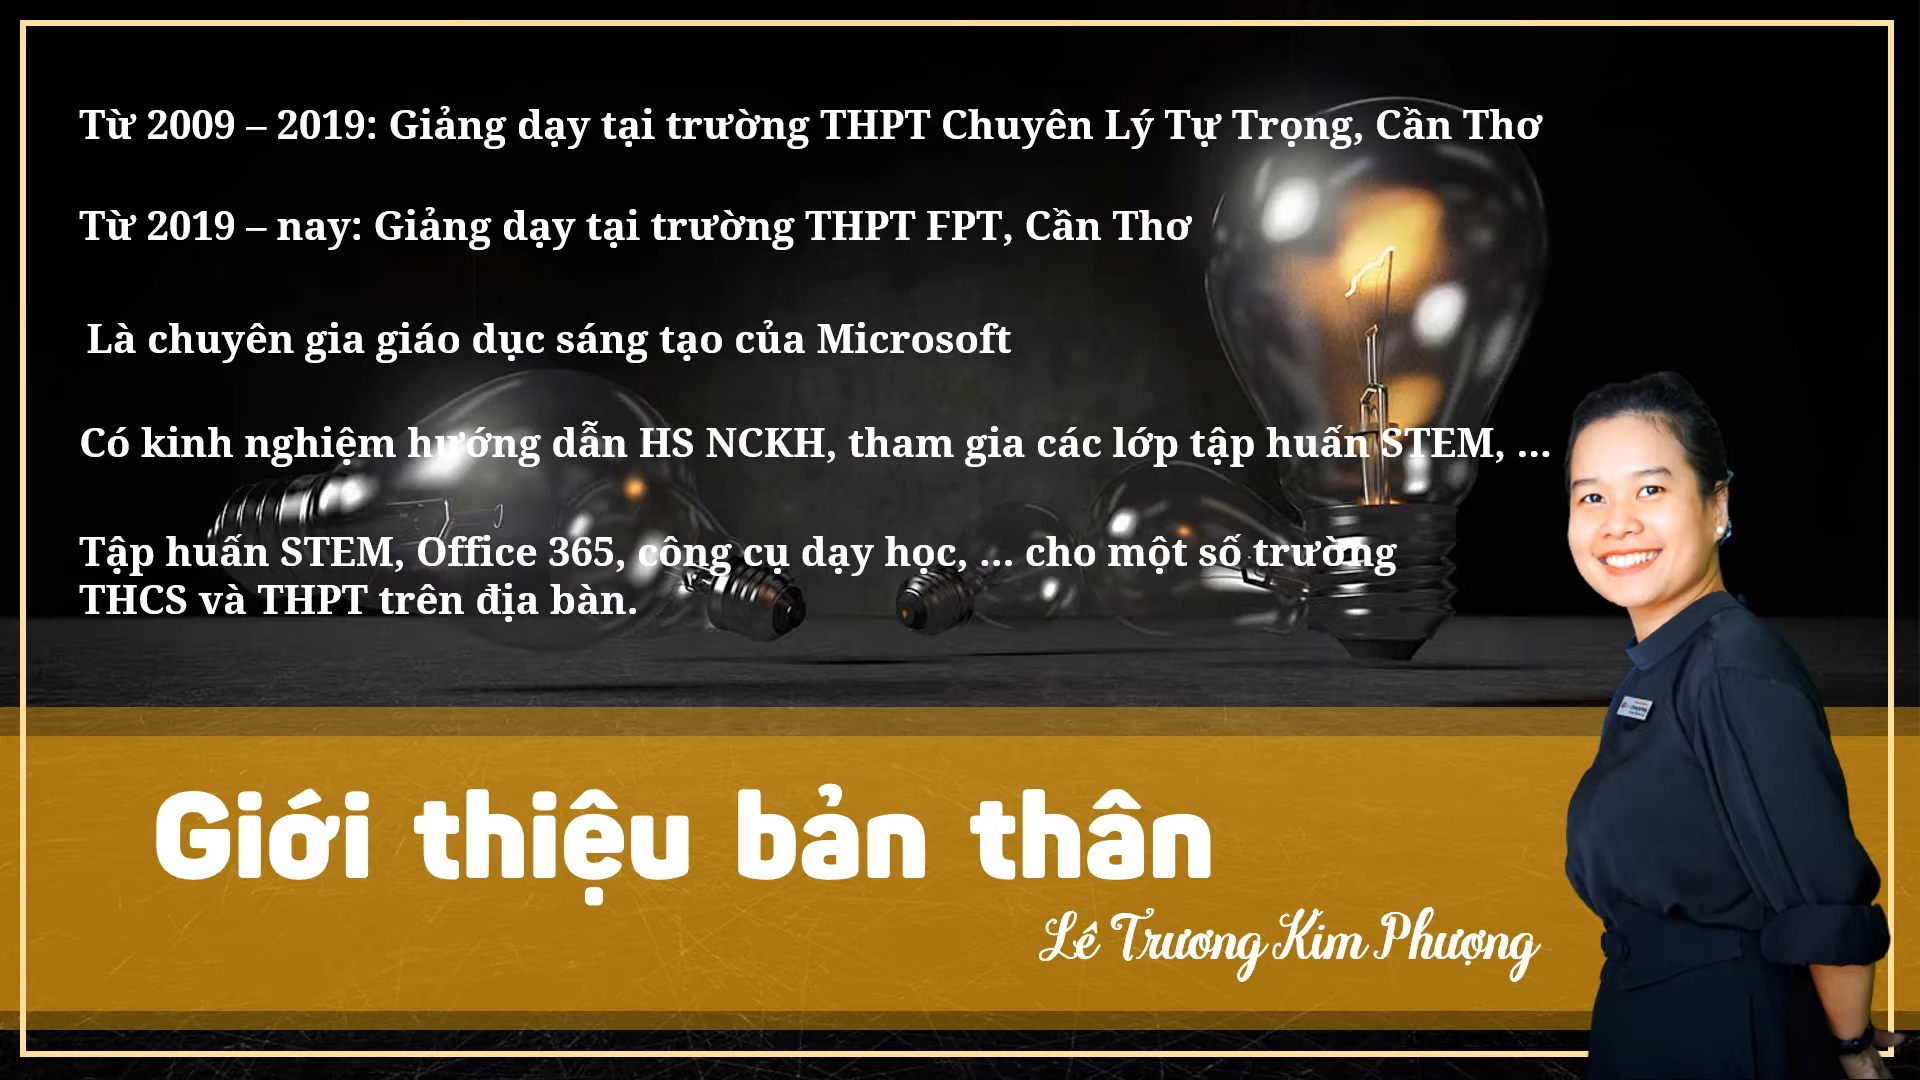 Từ 2009 – 2019: Giảng dạy tại trường THPT Chuyên Lý Tự Trọng, Cần Thơ
Từ 2019 – nay: Giảng dạy tại trường THPT FPT, Cần Thơ
Là chuyên gia giáo dục sáng tạo của Microsoft
Có kinh nghiệm hướng dẫn HS NCKH, tham gia các lớp tập huấn STEM, ...
Tập huấn STEM, Office 365, công cụ dạy học, ... cho một số trường
THCS và THPT trên địa bàn.
Giới thiệu bản thân
Lê Trương Kim Phượng